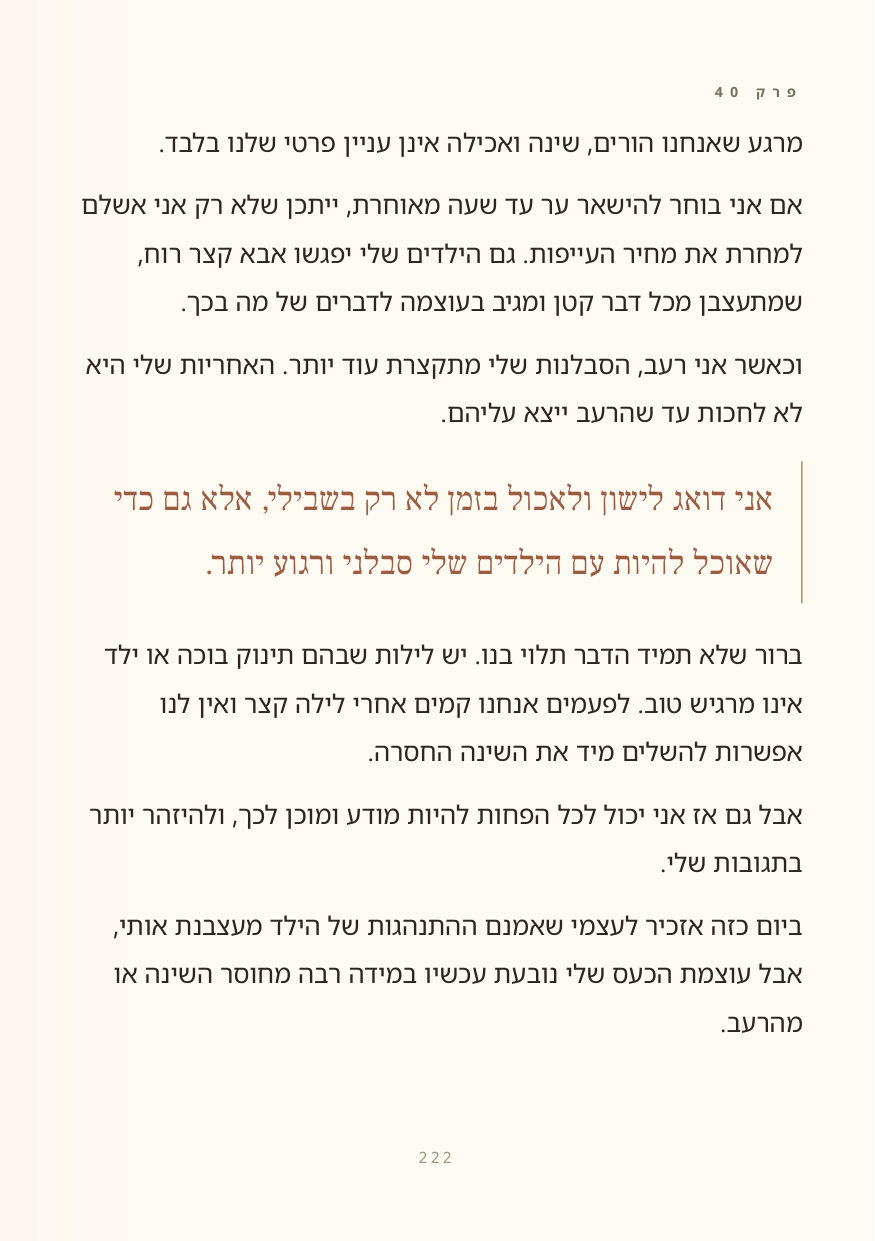 פרק 40
מרגע שאנחנו הורים, שינה ואכילה אינן עניין פרטי שלנו בלבד.
אם אני בוחר להישאר ער עד שעה מאוחרת, ייתכן שלא רק אני אשלם
למחרת את מחיר העייפות. גם הילדים שלי יפגשו אבא קצר רוח,
שמתעצבן מכל דבר קטן ומגיב בעוצמה לדברים של מה בכך.
וכאשר אני רעב, הסבלנות שלי מתקצרת עוד יותר. האחריות שלי היא
לא לחכות עד שהרעב ייצא עליהם.
אני דואג לישון ולאכול בזמן לא רק בשבילי, אלא גם כדי
שאוכל להיות עם הילדים שלי סבלני ורגוע יותר.
ברור שלא תמיד הדבר תלוי בנו. יש לילות שבהם תינוק בוכה או ילד
אינו מרגיש טוב. לפעמים אנחנו קמים אחרי לילה קצר ואין לנו
אפשרות להשלים מיד את השינה החסרה.
אבל גם אז אני יכול לכל הפחות להיות מודע ומוכן לכך, ולהיזהר יותר
בתגובות שלי.
ביום כזה אזכיר לעצמי שאמנם ההתנהגות של הילד מעצבנת אותי,
אבל עוצמת הכעס שלי נובעת עכשיו במידה רבה מחוסר השינה או
מהרעב.
222